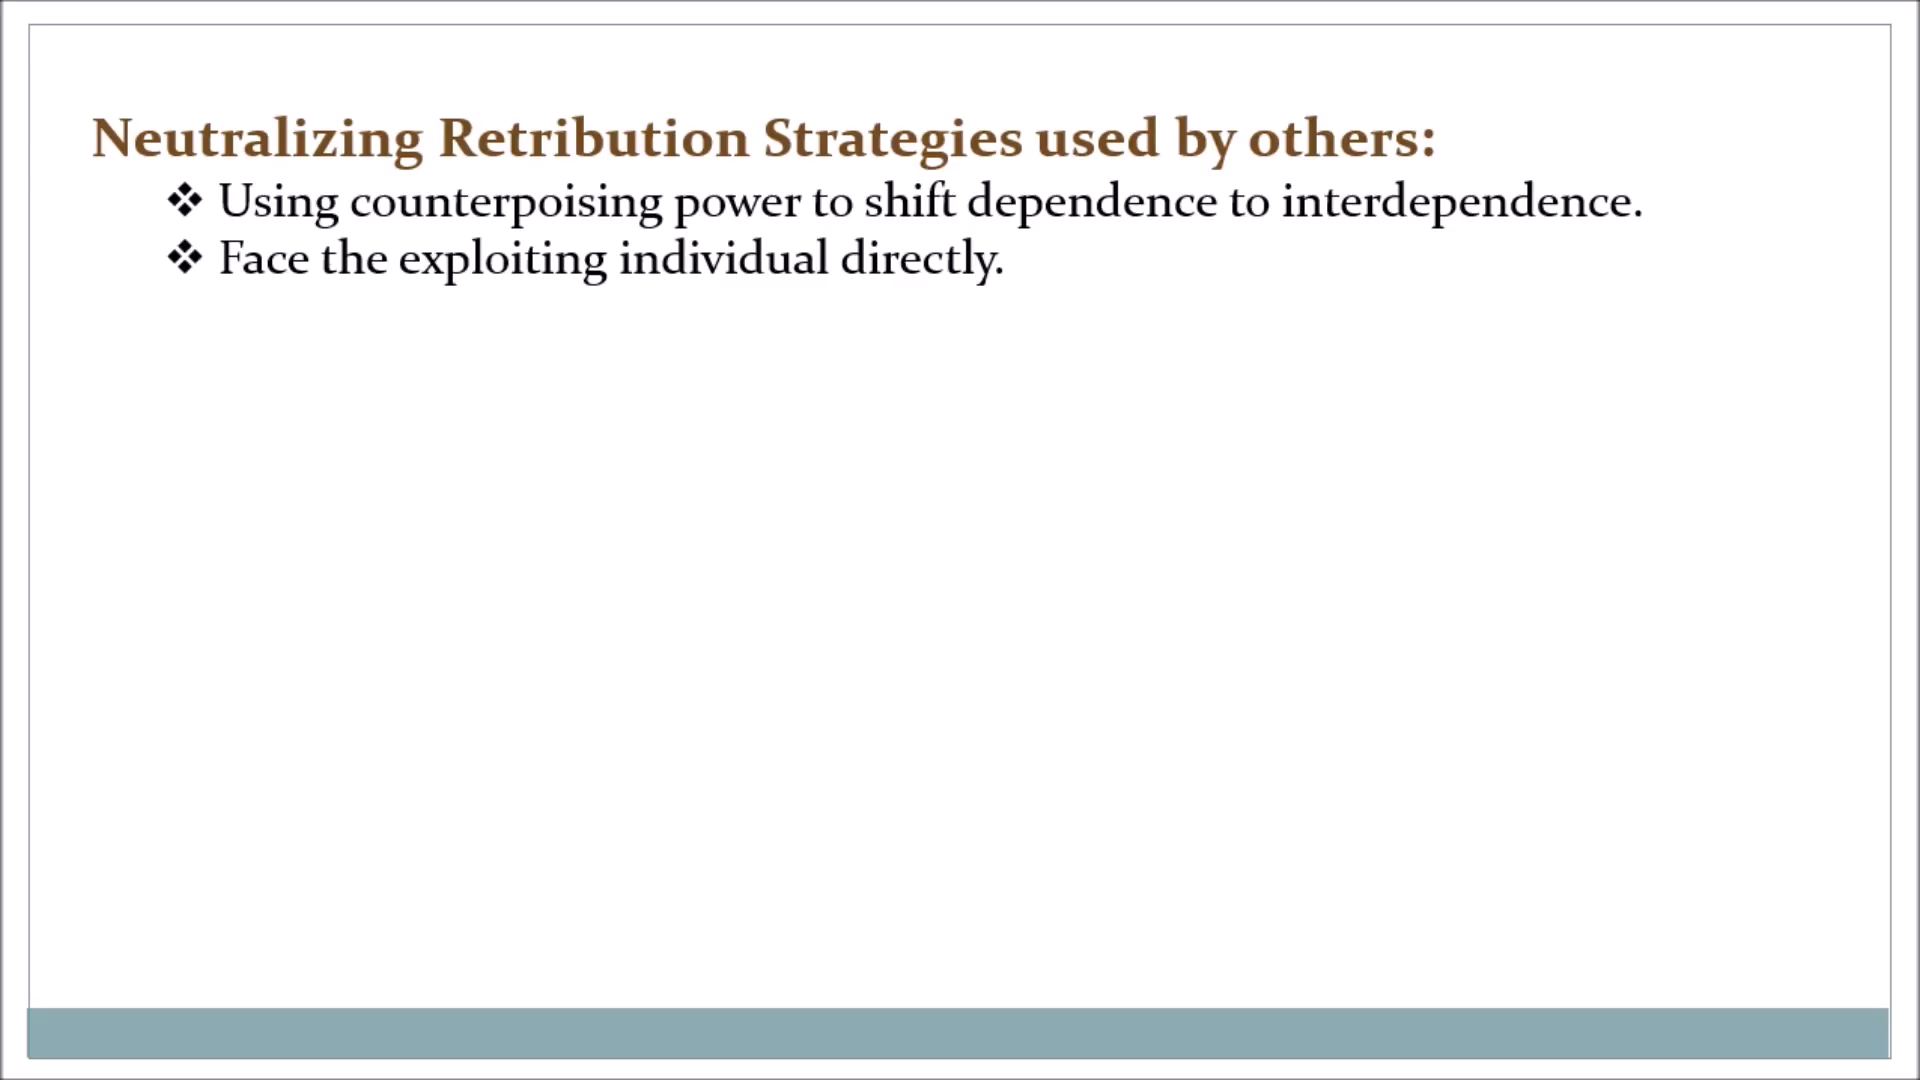 Neutralizing Retribution Strategies used by others:
❖ Using counterpoising power to shift dependence to interdependence.
❖ Face the exploiting individual directly.